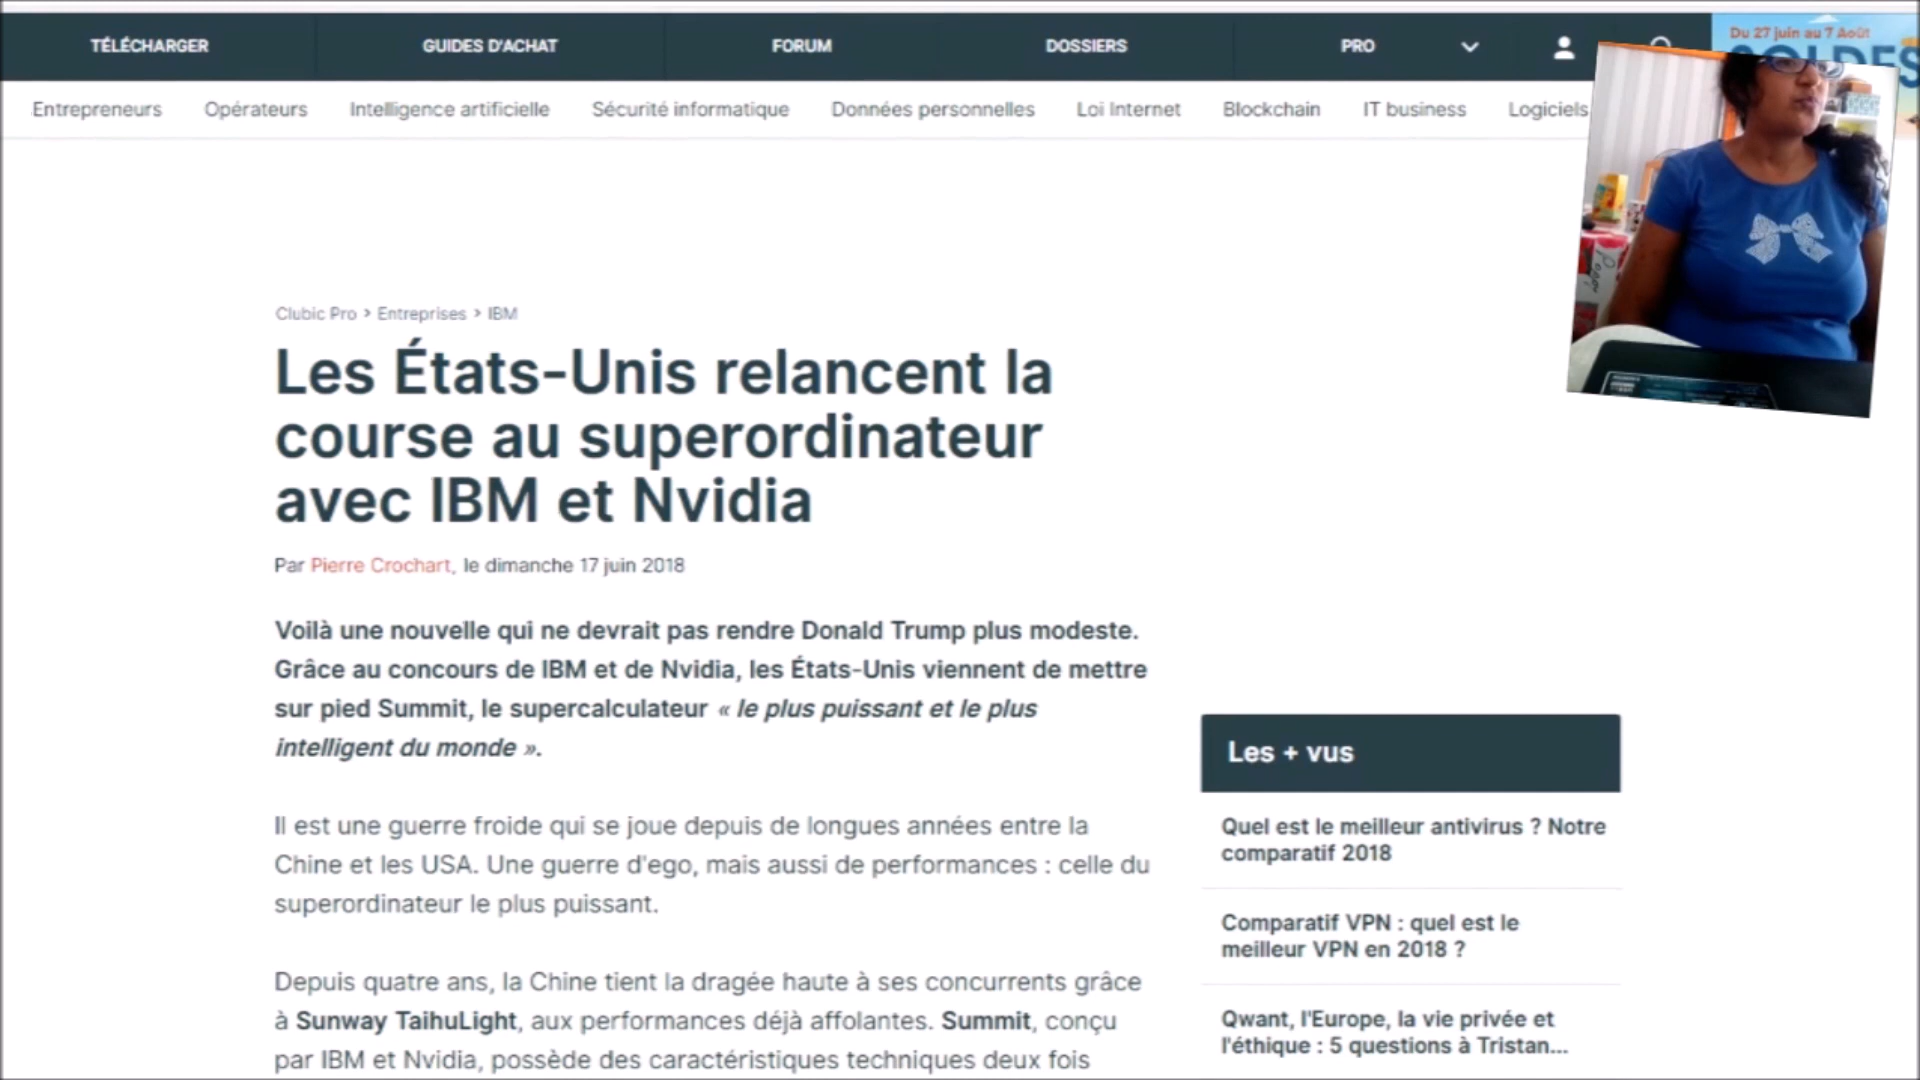 TÉLÉCHARGER GUIDES D'ACHAT FORUM DOSSIERS PRO
Du 27 juin au 7 Août
Entrepreneurs Opérateurs Intelligence artificielle Sécurité informatique Données personnelles Loi Internet Blockchain IT business Logiciels
Clubic Pro > Entreprises > IBM
Les États-Unis relancent la
course au superordinateur
avec IBM et Nvidia
Par Pierre Crochart, le dimanche 17 juin 2018
Voilà une nouvelle qui ne devrait pas rendre Donald Trump plus modeste.
Grâce au concours de IBM et de Nvidia, les États-Unis viennent de mettre
sur pied Summit, le supercalculateur « le plus puissant et le plus
intelligent du monde ».
Il est une guerre froide qui se joue depuis de longues années entre la
Chine et les USA. Une guerre d'ego, mais aussi de performances : celle du
superordinateur le plus puissant.
Depuis quatre ans, la Chine tient la dragée haute à ses concurrents grâce
à Sunway TaihuLight, aux performances déjà affolantes. Summit, conçu
par IBM et Nvidia, possède des caractéristiques techniques deux fois
Les + vus
Quel est le meilleur antivirus ? Notre
comparatif 2018
Comparatif VPN : quel est le
meilleur VPN en 2018 ?
Qwant, l'Europe, la vie privée et
l'éthique : 5 questions à Tristan...